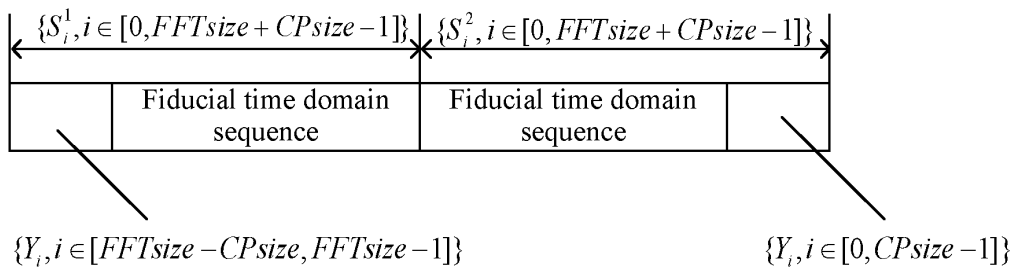 {S_i^1, i ∈ [0, FFTsize + CPsize − 1]} {S_i^2, i ∈ [0, FFTsize + CPsize − 1]}
Fiducial time domain
sequence
Fiducial time domain
sequence
{Y_i, i ∈ [FFTsize − CPsize, FFTsize − 1]} {Y_i, i ∈ [0, CPsize − 1]}